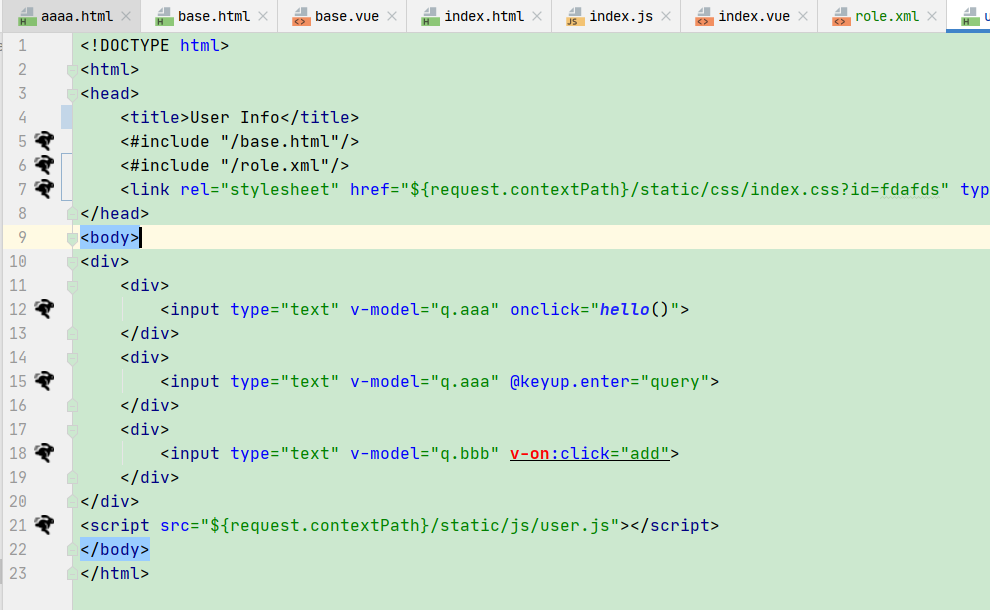 aaaa.html base.html base.vue index.html index.js index.vue role.xml
1 <!DOCTYPE html>
2 <html>
3 <head>
4 <title>User Info</title>
5 <#include "/base.html"/>
6 <#include "/role.xml"/>
7 <link rel="stylesheet" href="${request.contextPath}/static/css/index.css?id=fdafds" typ
8 </head>
9 <body>
10 <div>
11 <div>
12 <input type="text" v-model="q.aaa" onclick="hello()">
13 </div>
14 <div>
15 <input type="text" v-model="q.aaa" @keyup.enter="query">
16 </div>
17 <div>
18 <input type="text" v-model="q.bbb" v-on:click="add">
19 </div>
20 </div>
21 <script src="${request.contextPath}/static/js/user.js"></script>
22 </body>
23 </html>